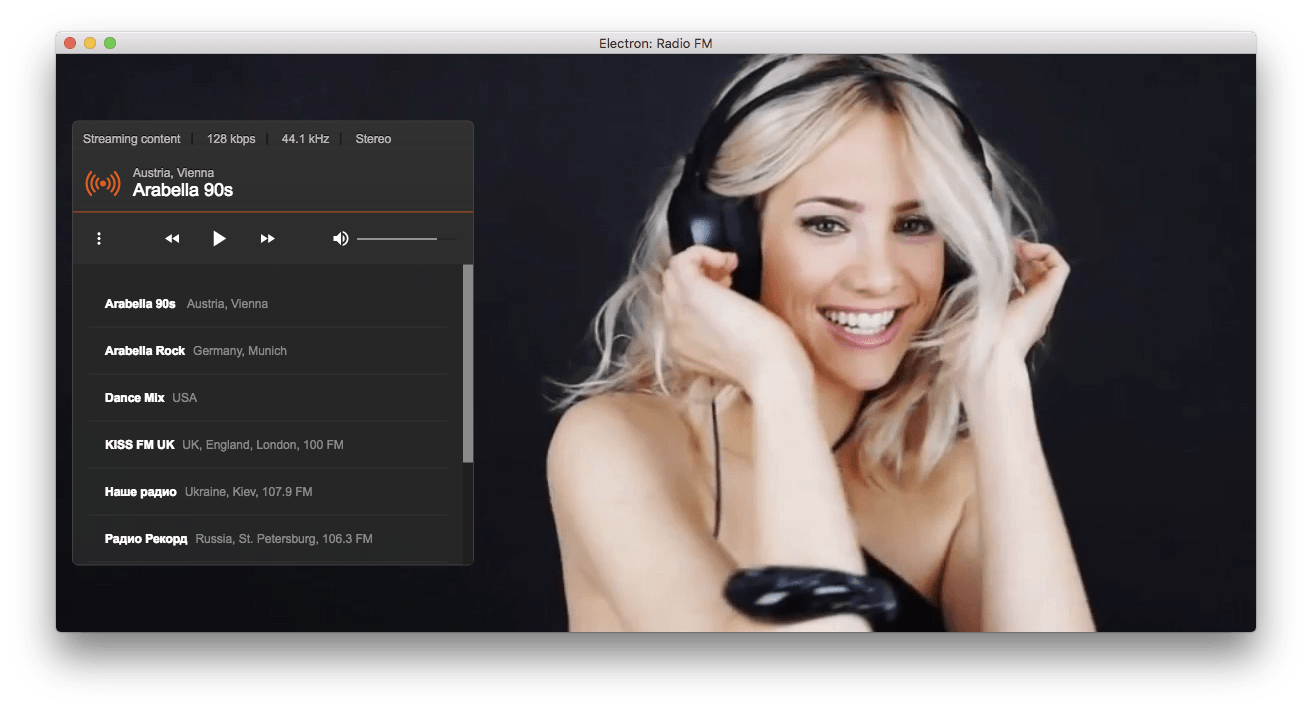 Electron: Radio FM
Streaming content | 128 kbps | 44.1 kHz | Stereo
Austria, Vienna
Arabella 90s
Arabella 90s Austria, Vienna
Arabella Rock Germany, Munich
Dance Mix USA
KISS FM UK UK, England, London, 100 FM
Наше радио Ukraine, Kiev, 107.9 FM
Радио Рекорд Russia, St. Petersburg, 106.3 FM